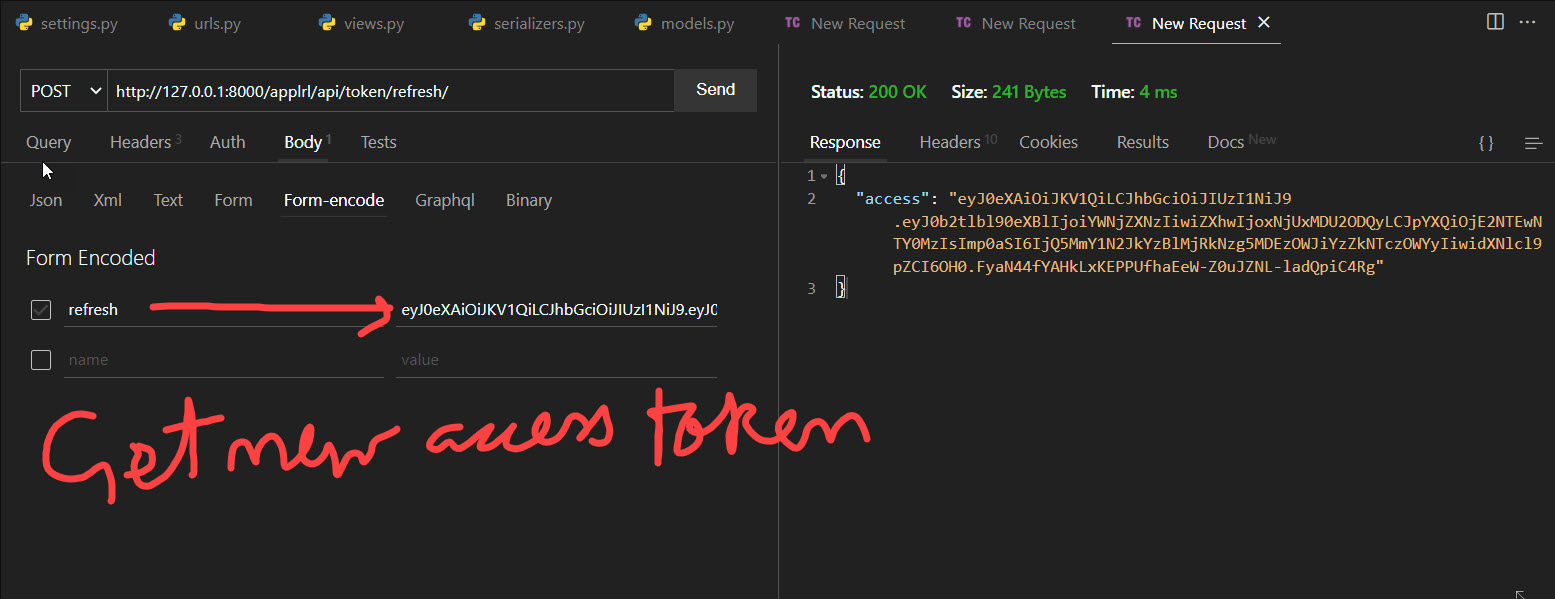 settings.py urls.py views.py serializers.py models.py TC New Request TC New Request TC New Request
POST http://127.0.0.1:8000/applrl/api/token/refresh/ Send
Query Headers 3 Auth Body 1 Tests
Json Xml Text Form Form-encode Graphql Binary
Form Encoded
refresh eyJ0eXAiOiJKV1QiLCJhbGciOiJIUzI1NiJ9.eyJ0
name value
Get new access token
Status: 200 OK Size: 241 Bytes Time: 4 ms
Response Headers 10 Cookies Results Docs New {}
1 {
2 "access": "eyJ0eXAiOiJKV1QiLCJhbGciOiJIUzI1NiJ9
.eyJ0b2tlbl90eXBlIjoiYWNjZXNzIiwiZXhwIjoxNjUxMDU2ODQyLCJpYXQiOjE2NTEwN
TY0MzIsImp0aSI6IjQ5MmY1N2JkYzBlMjRkNzg5MDEzOWJiYzZkNTczOWYyIiwidXNlcl9
pZCI6OH0.FyaN44fYAHkLxKEPPUfhaEeW-Z0uJZNL-ladQpiC4Rg"
3 }